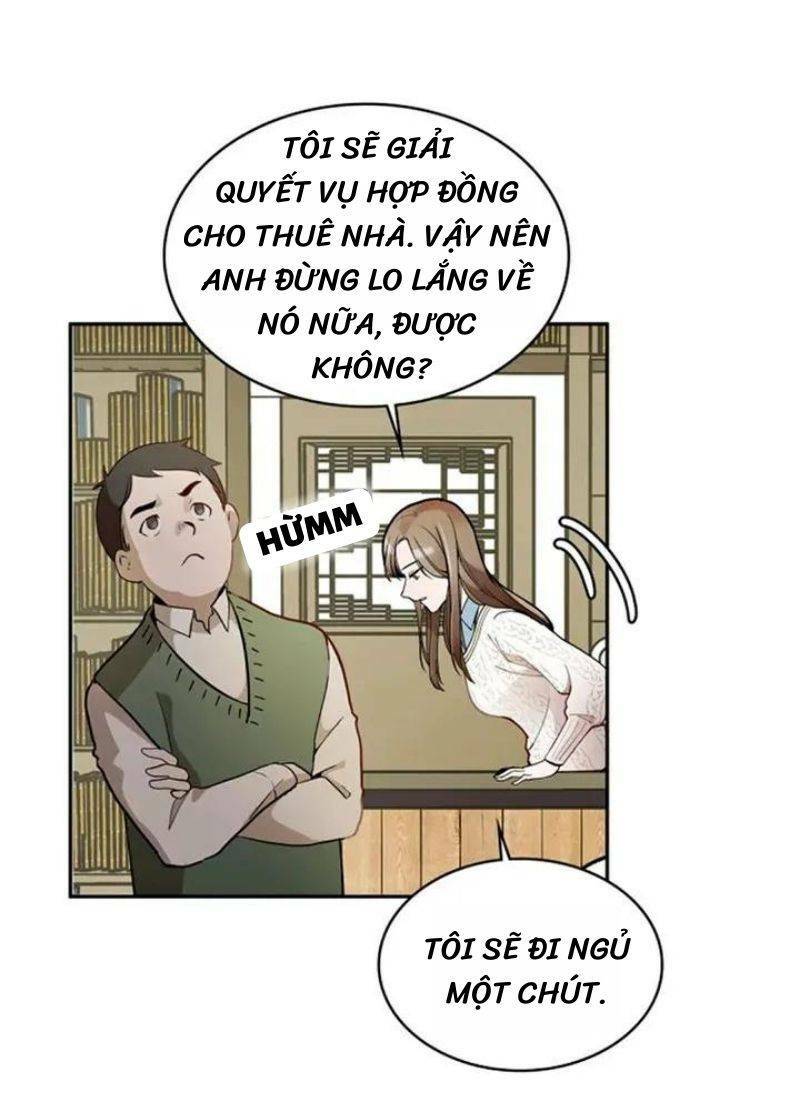 TÔI SẼ GIẢI
QUYẾT VỤ HỢP ĐỒNG
CHO THUÊ NHÀ. VẬY NÊN
ANH ĐỪNG LO LẮNG VỀ
NÓ NỮA, ĐƯỢC
KHÔNG?
HỪMM
TÔI SẼ ĐI NGỦ
MỘT CHÚT.